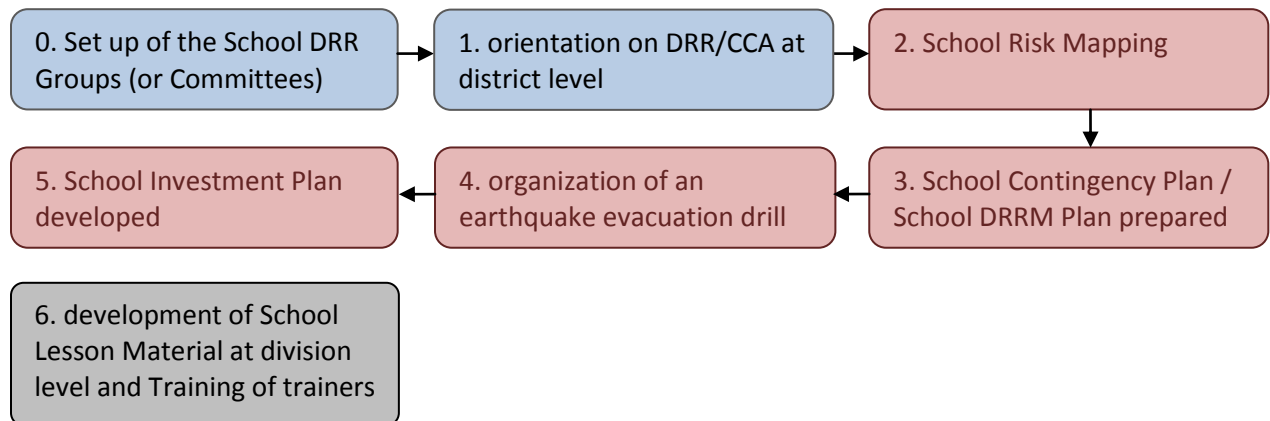 0. Set up of the School DRR
Groups (or Committees)
1. orientation on DRR/CCA at
district level
2. School Risk Mapping
3. School Contingency Plan /
School DRRM Plan prepared
4. organization of an
earthquake evacuation drill
5. School Investment Plan
developed
6. development of School
Lesson Material at division
level and Training of trainers